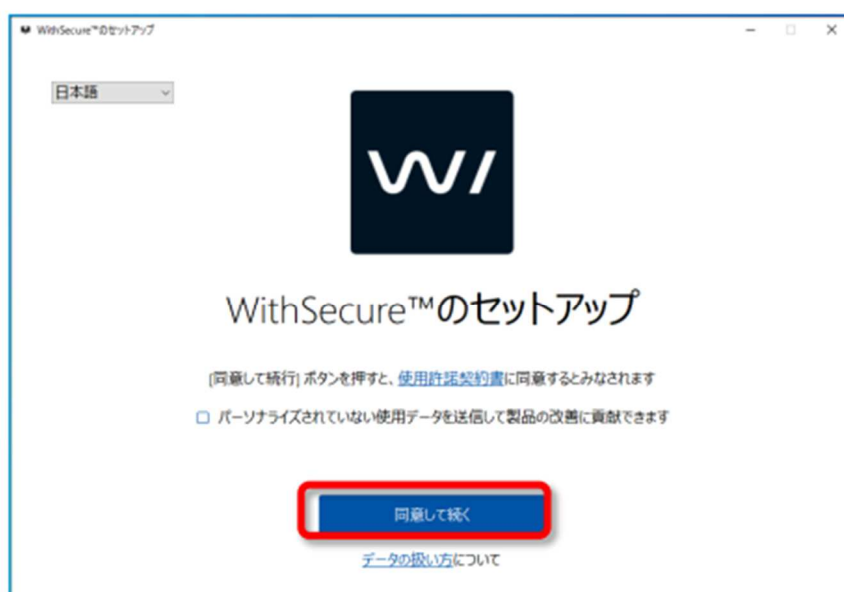 WithSecure™のセットアップ
日本語
WithSecure™のセットアップ
[同意して続行] ボタンを押すと、使用許諾契約書に同意するとみなされます
パーソナライズされていない使用データを送信して製品の改善に貢献できます
同意して続く
データの扱い方について